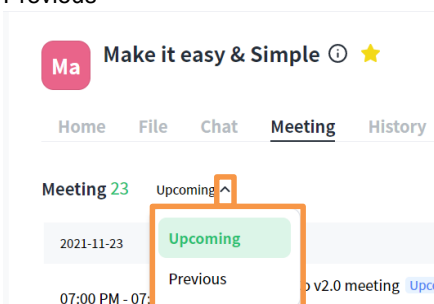 Previous
Ma
Make it easy & Simple
Home File Chat Meeting History
Meeting 23 Upcoming
2021-11-23
Upcoming
Previous
07:00 PM - 07: v2.0 meeting